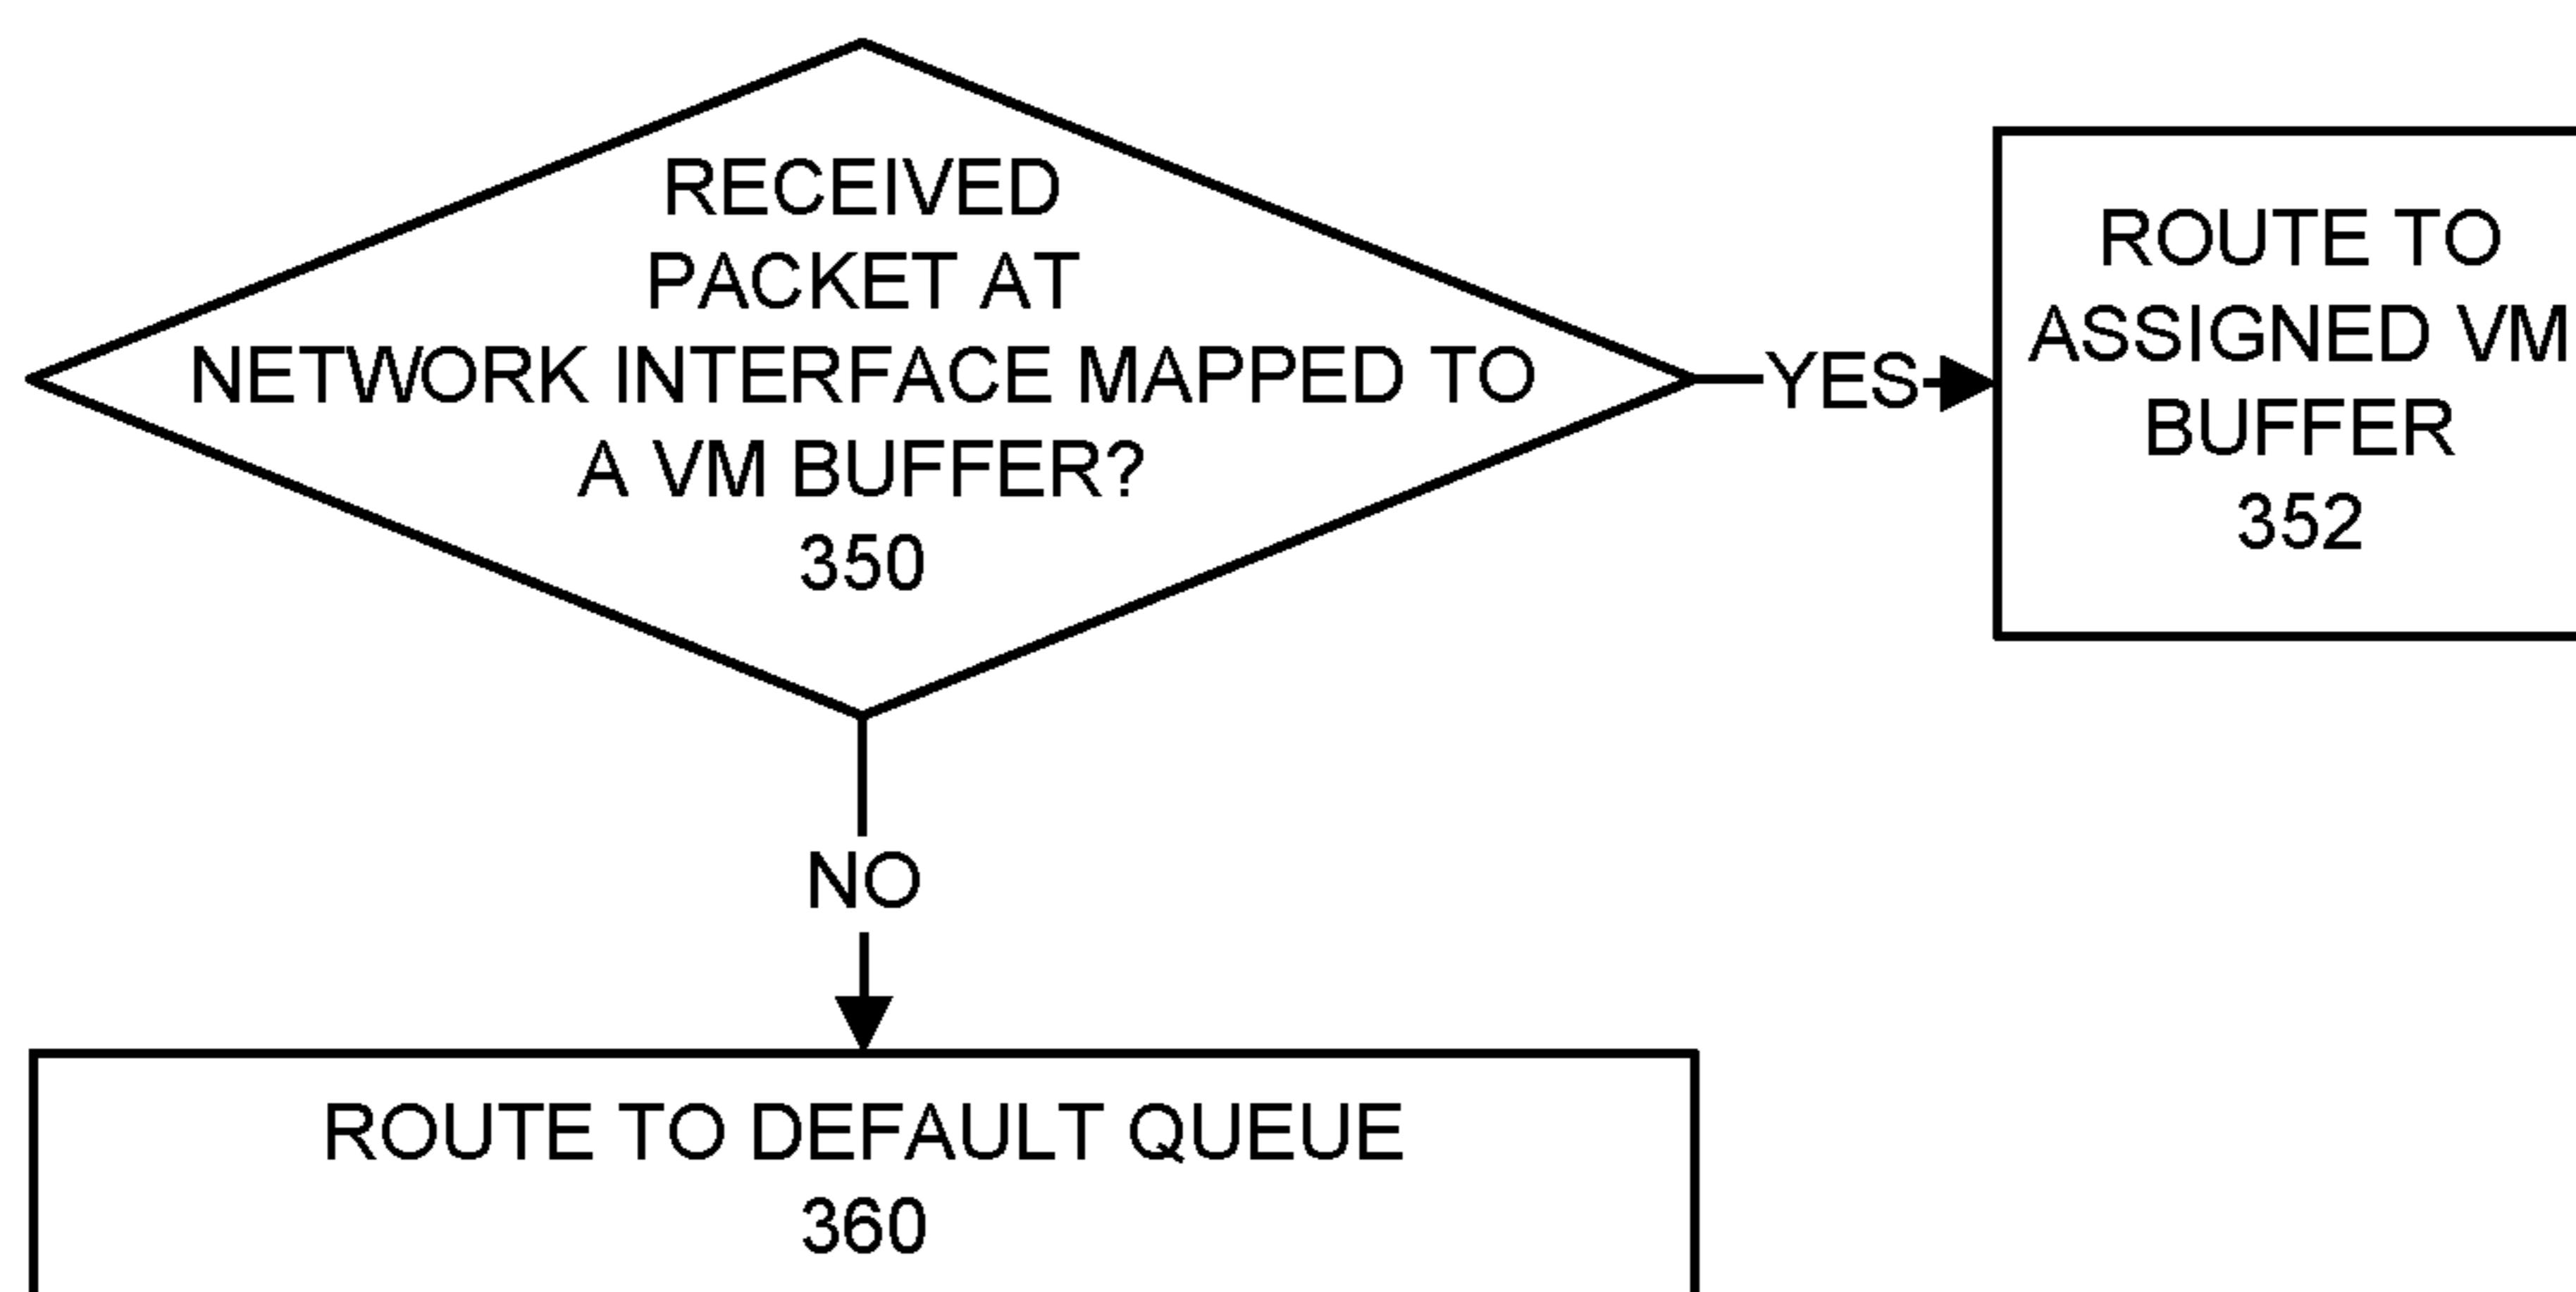 RECEIVED
PACKET AT
NETWORK INTERFACE MAPPED TO
A VM BUFFER?
350
YES
ROUTE TO
ASSIGNED VM
BUFFER
352
NO
ROUTE TO DEFAULT QUEUE
360